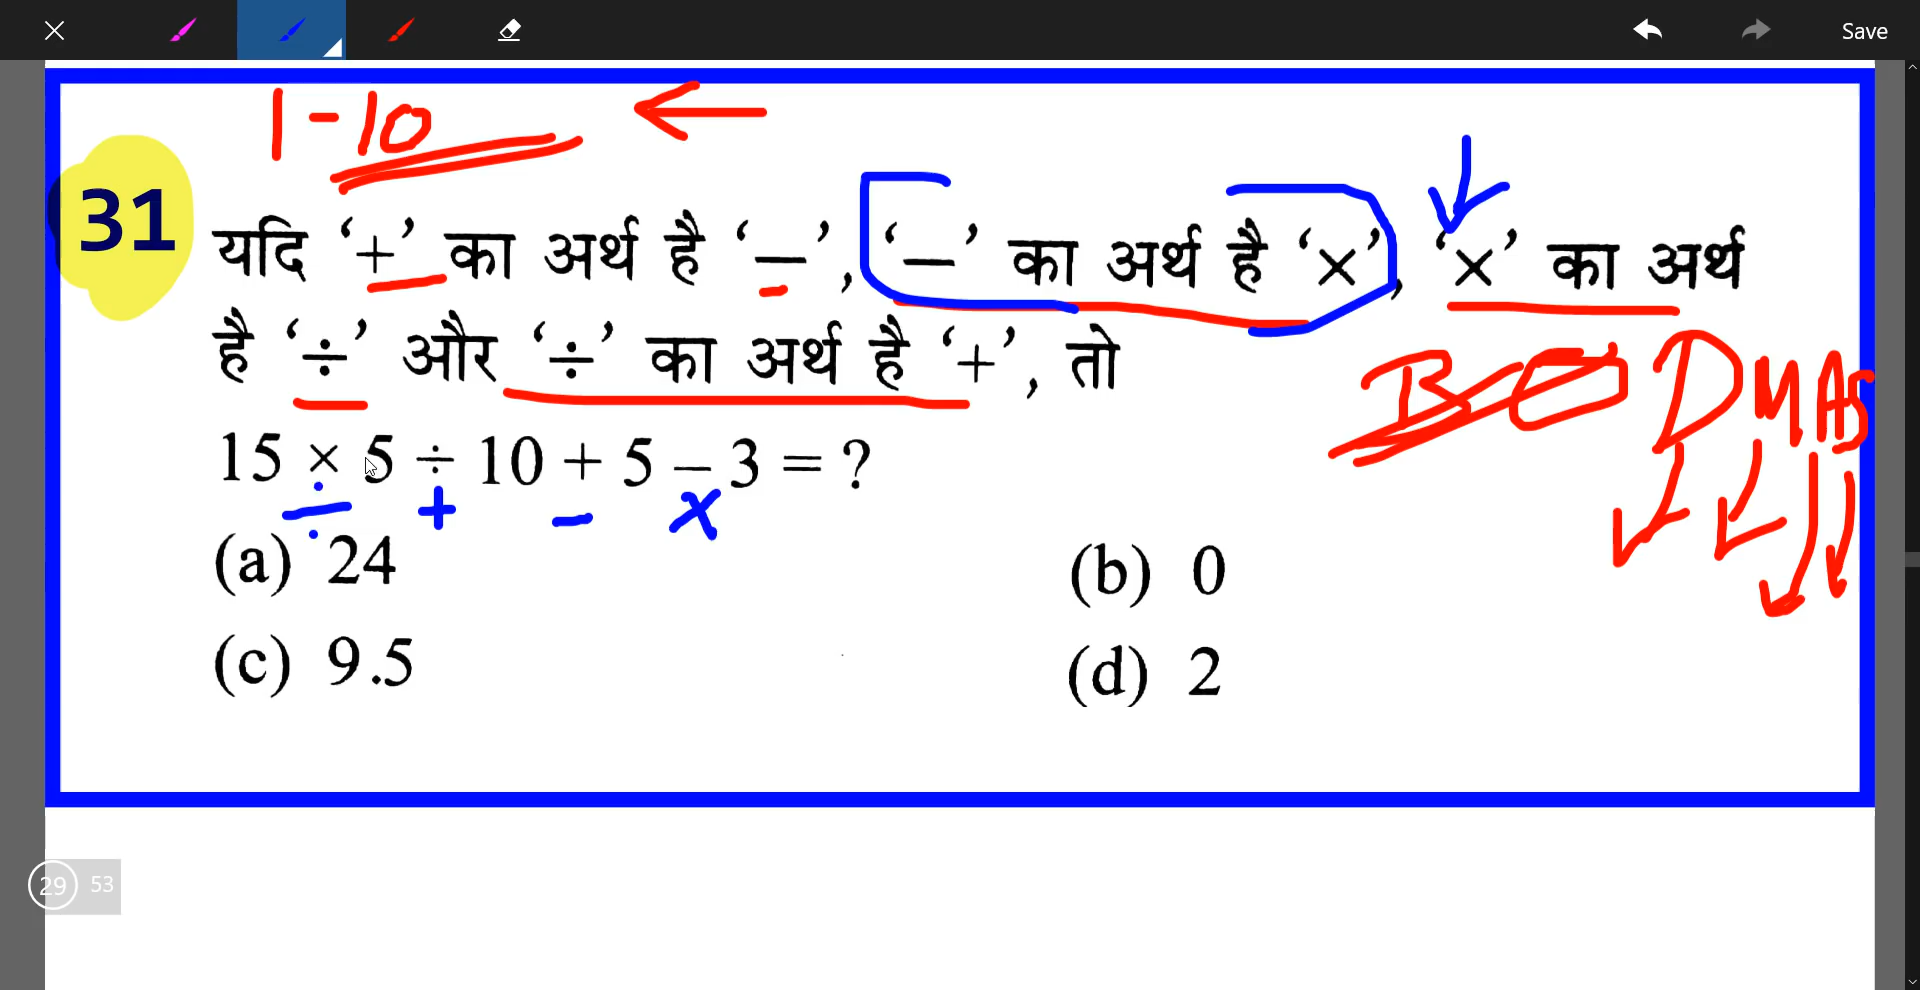 Save
1-10
31
यदि ‘+’ का अर्थ है ‘–’, ‘–’ का अर्थ है ‘×’, ‘×’ का अर्थ
है ‘÷’ और ‘÷’ का अर्थ है ‘+’, तो
BODMAS
15 × 5 ÷ 10 + 5 – 3 = ?
÷ + - ×
(a) 24 (b) 0
(c) 9.5 (d) 2
29 53